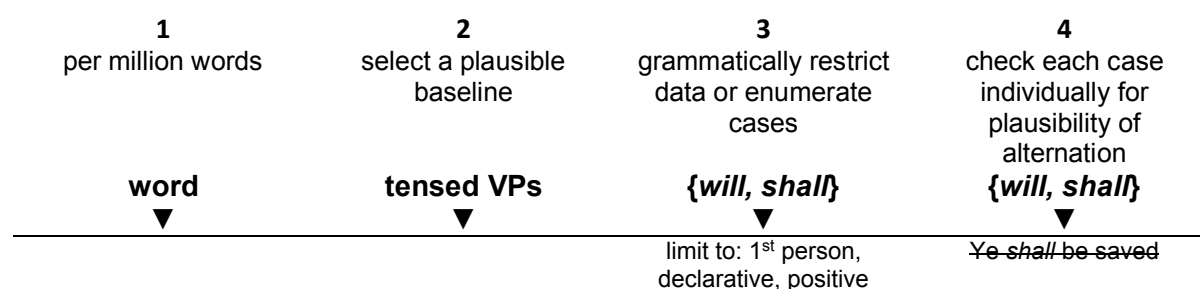 1
per million words
word
▼
2
select a plausible
baseline
tensed VPs
▼
3
grammatically restrict
data or enumerate
cases
{will, shall}
▼
limit to: 1st person,
declarative, positive
4
check each case
individually for
plausibility of
alternation
{will, shall}
▼
Ye shall be saved